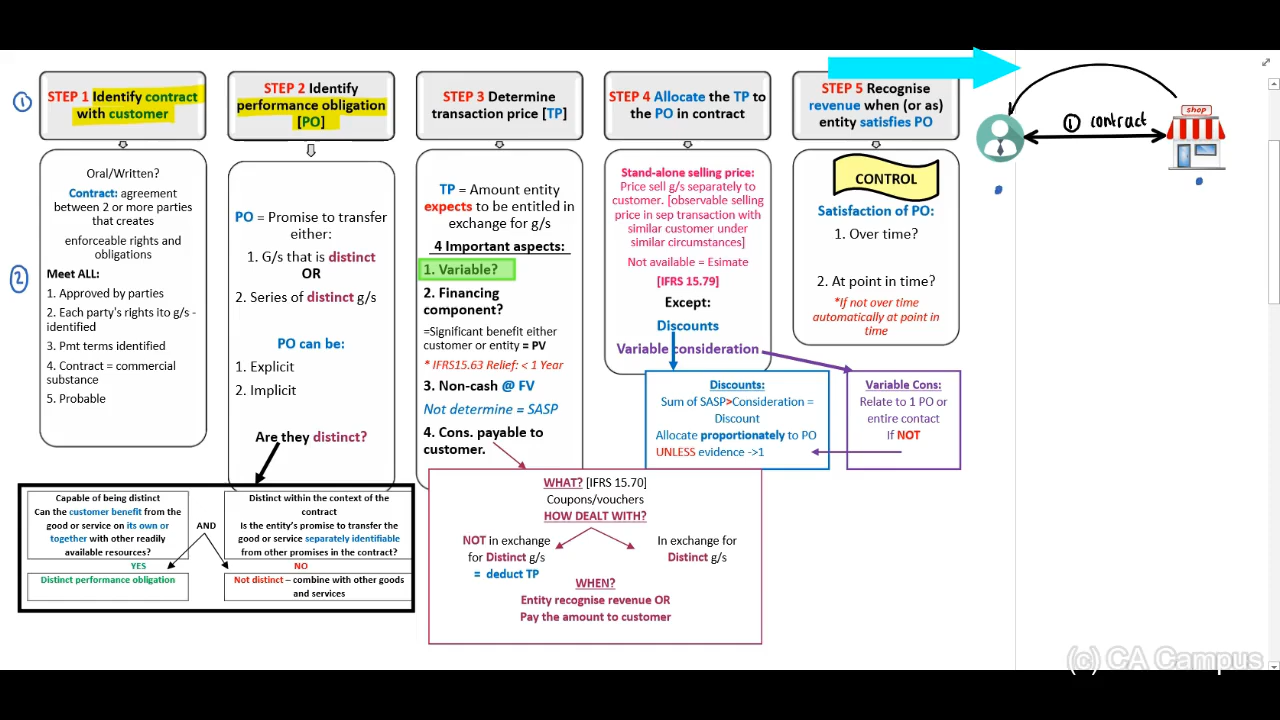 ①
STEP 1 Identify contract
with customer
STEP 2 Identify
performance obligation
[PO]
STEP 3 Determine
transaction price [TP]
STEP 4 Allocate the TP to
the PO in contract
STEP 5 Recognise
revenue when (or as)
entity satisfies PO
shop
① contract
②
Oral/Written?
Contract: agreement
between 2 or more parties
that creates
enforceable rights and
obligations
Meet ALL:
1. Approved by parties
2. Each party's rights ito g/s -
identified
3. Pmt terms identified
4. Contract = commercial
substance
5. Probable
PO = Promise to transfer
either:
1. G/s that is distinct
OR
2. Series of distinct g/s
PO can be:
1. Explicit
2. Implicit
Are they distinct?
Capable of being distinct
Can the customer benefit from the
good or service on its own or
together with other readily
available resources?
AND
Distinct within the context of the
contract
Is the entity's promise to transfer the
good or service separately identifiable
from other promises in the contract?
YES
NO
Distinct performance obligation
Not distinct – combine with other goods
and services
TP = Amount entity
expects to be entitled in
exchange for g/s
4 Important aspects:
1. Variable?
2. Financing
component?
=Significant benefit either
customer or entity = PV
* IFRS15.63 Relief: < 1 Year
3. Non-cash @ FV
Not determine = SASP
4. Cons. payable to
customer.
WHAT? [IFRS 15.70]
Coupons/vouchers
HOW DEALT WITH?
NOT in exchange
for Distinct g/s
= deduct TP
In exchange for
Distinct g/s
WHEN?
Entity recognise revenue OR
Pay the amount to customer
Stand-alone selling price:
Price sell g/s separately to
customer. [observable selling
price in sep transaction with
similar customer under
similar circumstances]
Not available = Esimate
[IFRS 15.79]
Except:
Discounts
Variable consideration
Discounts:
Sum of SASP>Consideration =
Discount
Allocate proportionately to PO
UNLESS evidence ->1
Variable Cons:
Relate to 1 PO or
entire contact
If NOT
CONTROL
Satisfaction of PO:
1. Over time?
2. At point in time?
*If not over time
automatically at point in
time
(c) CA Campus